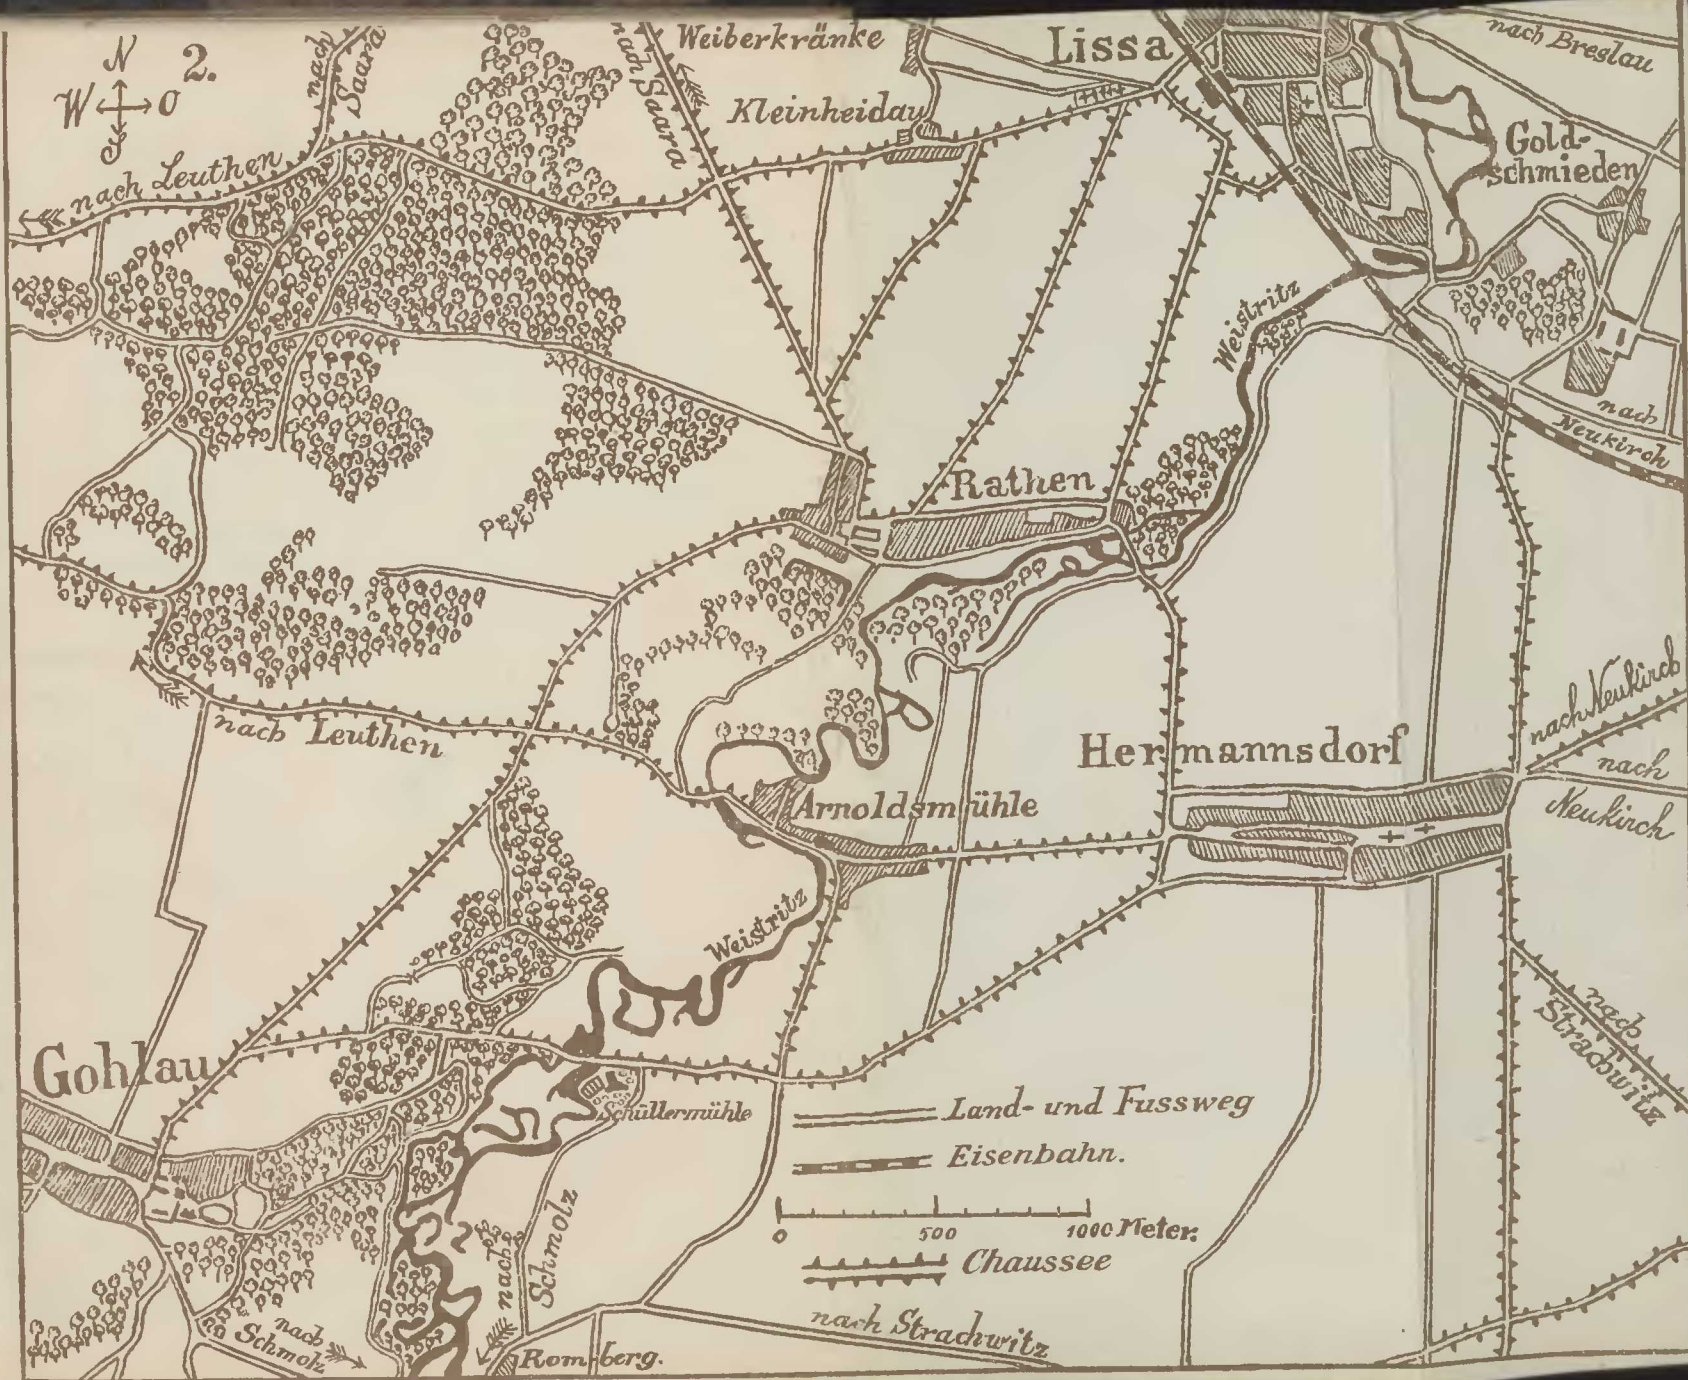 N
2.
W O
S
nach
Saara
nach Saara
Weiberkränke
Lissa
nach Breslau
Kleinheidau
Gold-
schmieden
nach Leuthen
Weistritz
nach
Neukirch
Rathen
nach Neukirch
nach Leuthen
Hermannsdorf
nach
Neukirch
Arnoldsmühle
Weistritz
nach
Strachwitz
Gohlau
Schüllermühle
Land- und Fussweg
Eisenbahn.
0 500 1000 Meter.
Chaussee
nach
Schmolz
nach Strachwitz
nach
Schmolz
Romberg.